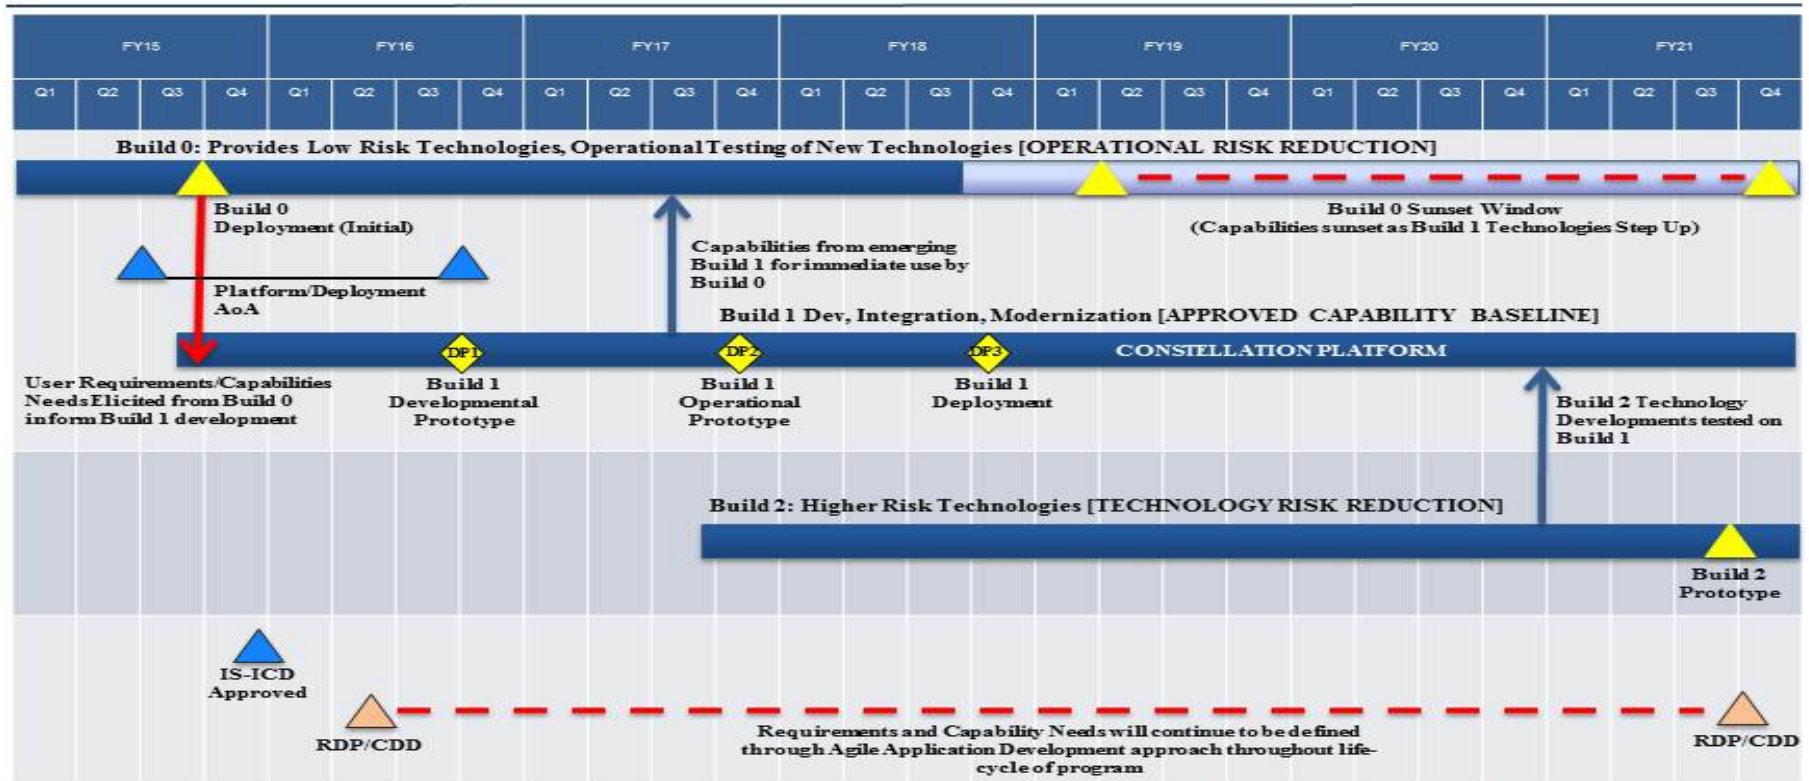 FY15 FY16 FY17 FY18 FY19 FY20 FY21
Q1 Q2 Q3 Q4 Q1 Q2 Q3 Q4 Q1 Q2 Q3 Q4 Q1 Q2 Q3 Q4 Q1 Q2 Q3 Q4 Q1 Q2 Q3 Q4 Q1 Q2 Q3 Q4
Build 0: Provides Low Risk Technologies, Operational Testing of New Technologies [OPERATIONAL RISK REDUCTION]
Build 0
Deployment (Initial)
Build 0 Sunset Window
(Capabilities sunset as Build 1 Technologies Step Up)
Capabilities from emerging
Build 1 for immediate use by
Build 0
Platform/Deployment
AoA
Build 1 Dev, Integration, Modernization [APPROVED CAPABILITY BASELINE]
DP1
DP2
DP3
CONSTELLATION PLATFORM
User Requirements/Capabilities
Needs Elicited from Build 0
inform Build 1 development
Build 1
Developmental
Prototype
Build 1
Operational
Prototype
Build 1
Deployment
Build 2 Technology
Developments tested on
Build 1
Build 2: Higher Risk Technologies [TECHNOLOGY RISK REDUCTION]
Build 2
Prototype
IS-ICD
Approved
RDP/CDD
Requirements and Capability Needs will continue to be defined
through Agile Application Development approach throughout life-
cycle of program
RDP/CDD